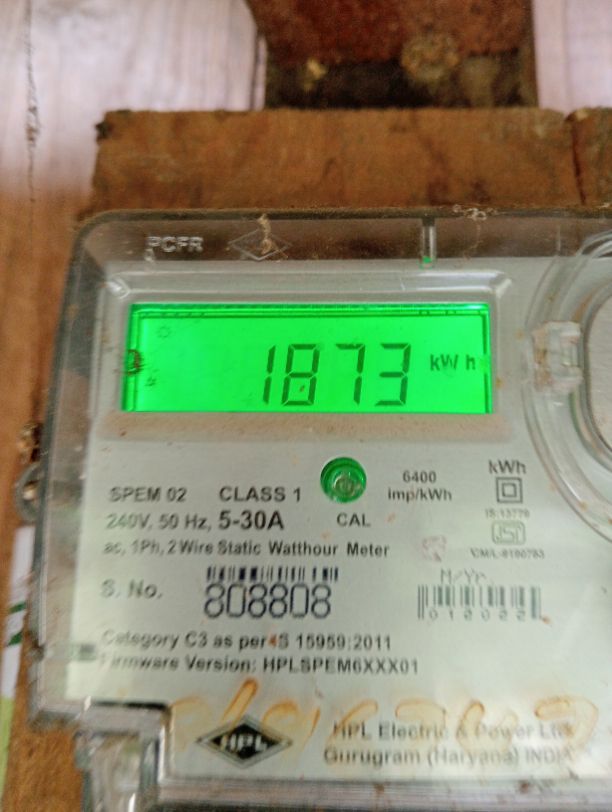 PCFR
1873 kWh
6400
imp/kWh
kWh
SPEM 02 CLASS 1
240V, 50 Hz, 5-30A
CAL
IS:13779
ac, 1Ph, 2 Wire Static Watthour Meter
M/Yr.
S. No.
808808
012022
Category C3 as per IS 15959:2011
Firmware Version: HPLSPEM6XXX01
HPL
HPL Electric & Power Ltd
Gurugram (Haryana) INDIA